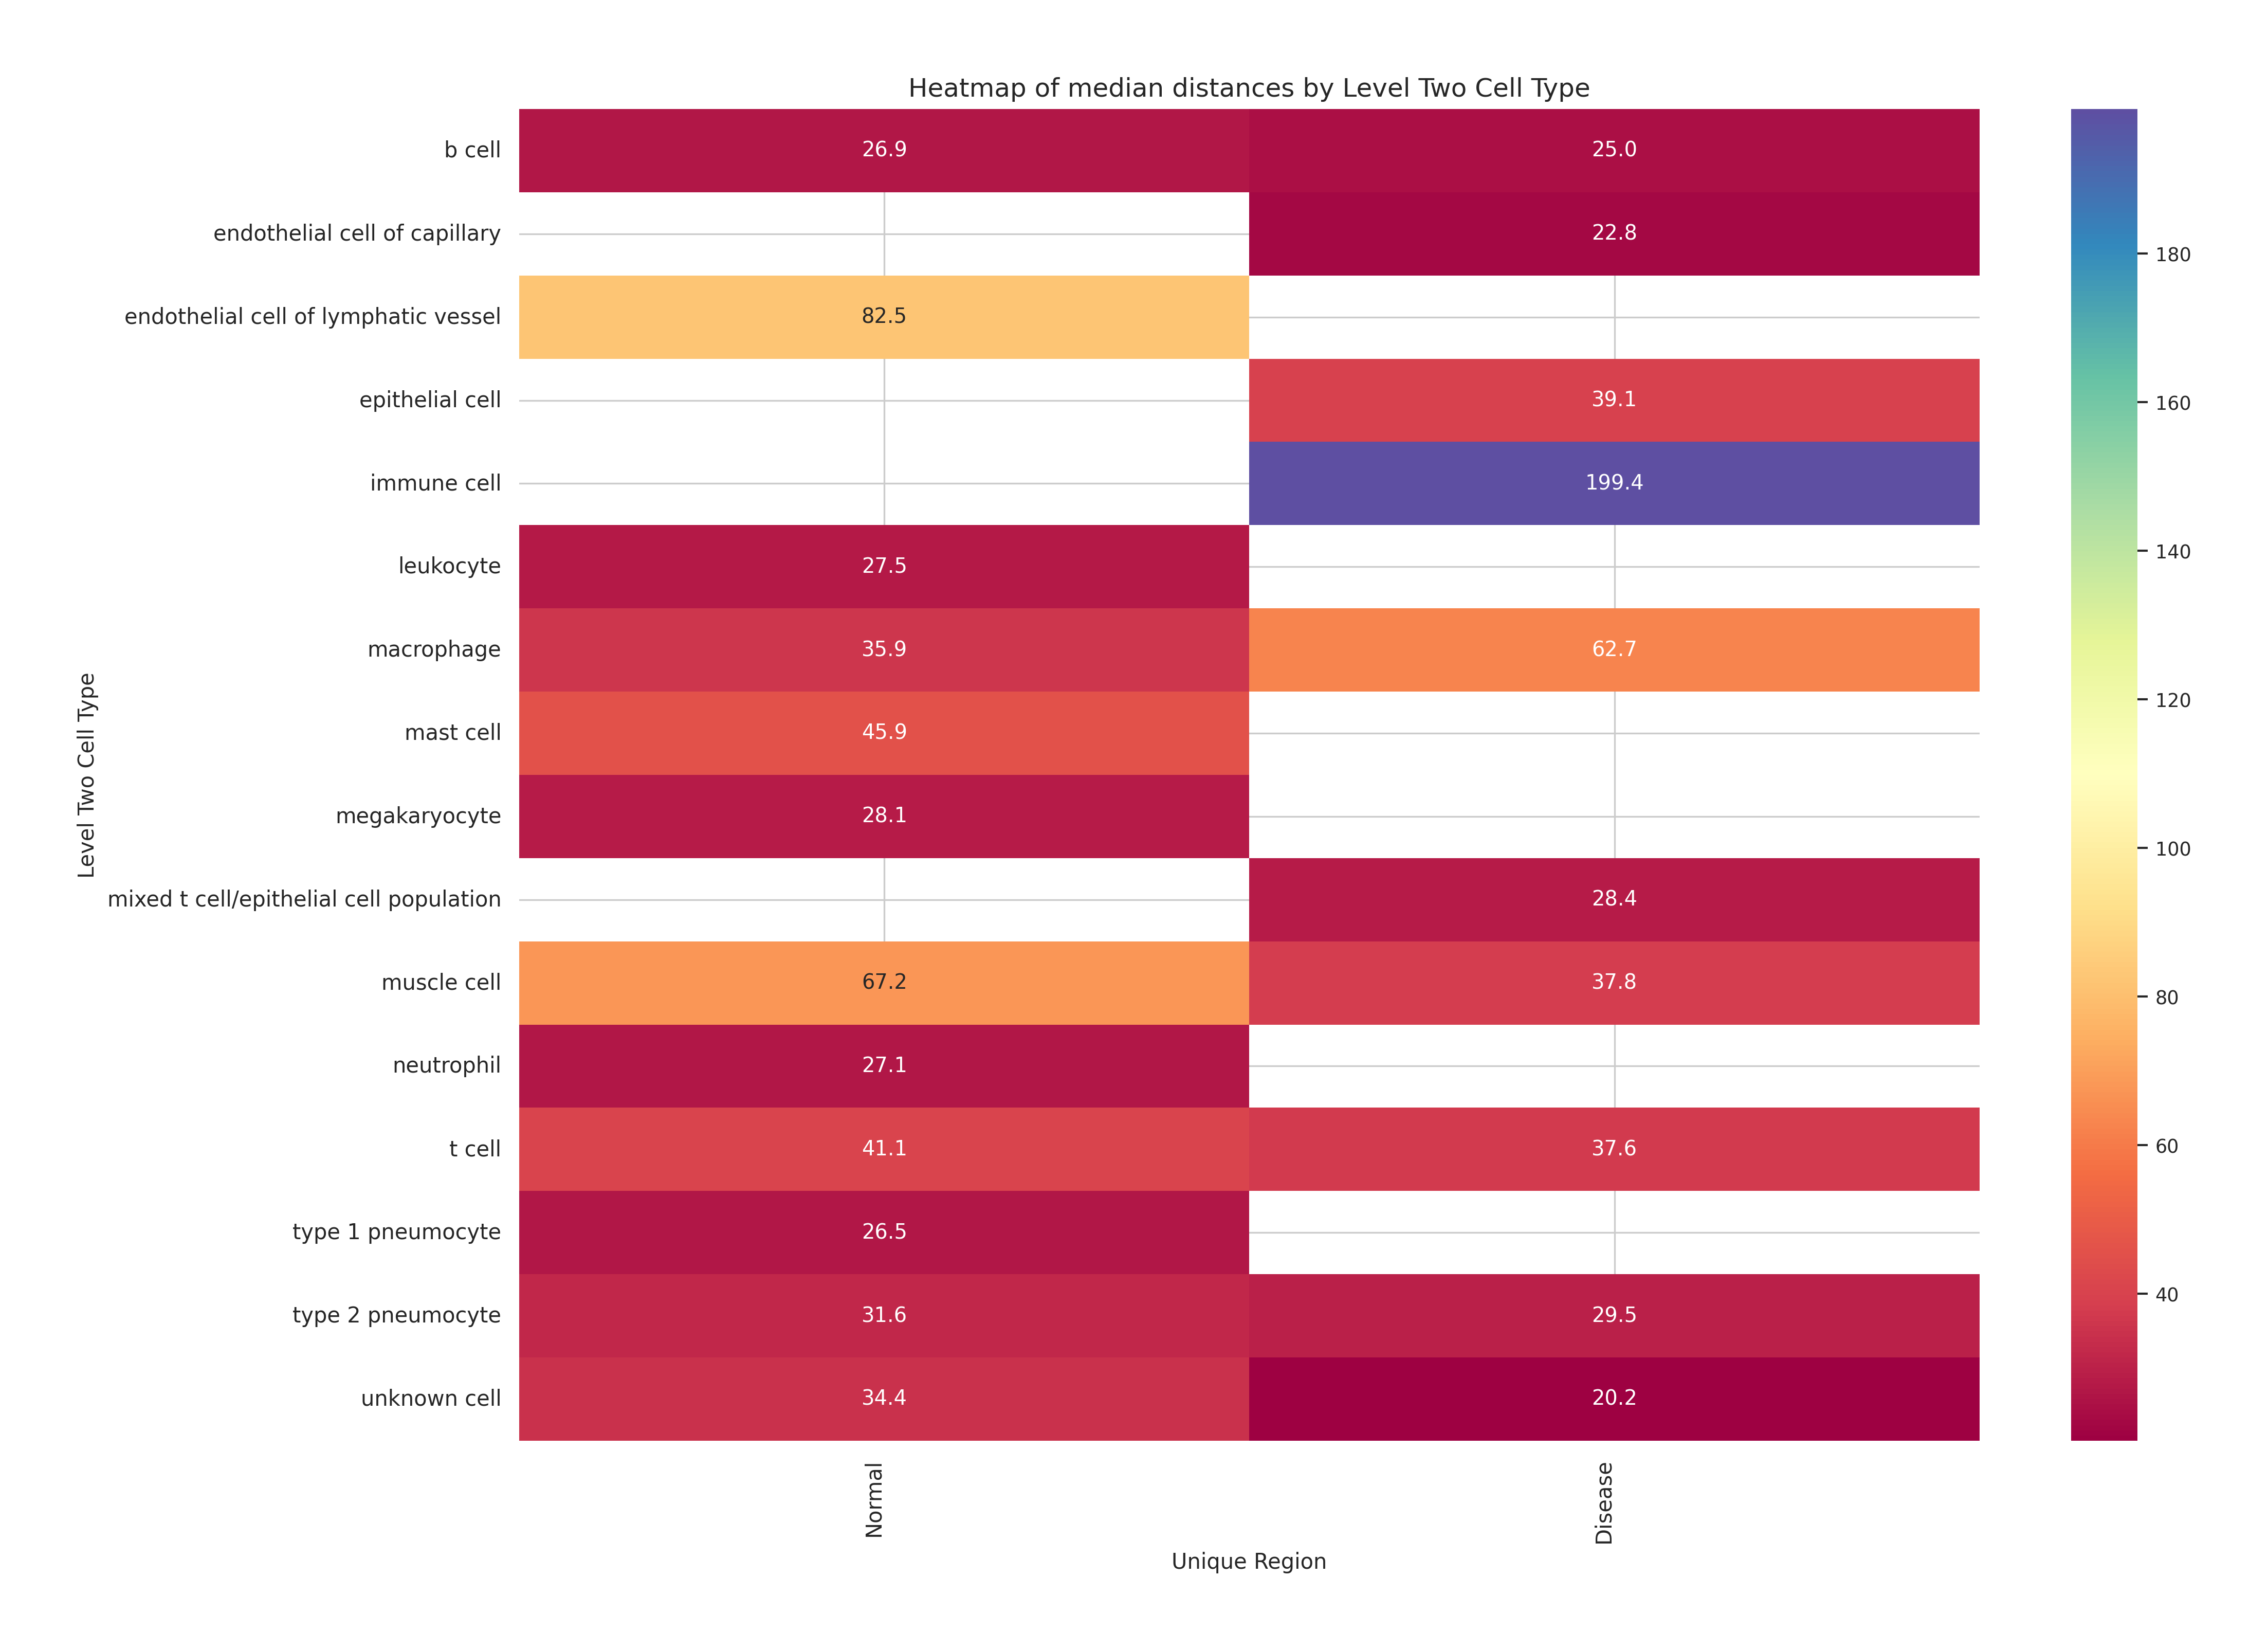 Heatmap of median distances by Level Two Cell Type
b cell 26.9 25.0
endothelial cell of capillary 22.8
endothelial cell of lymphatic vessel 82.5
epithelial cell 39.1
immune cell 199.4
leukocyte 27.5
macrophage 35.9 62.7
mast cell 45.9
megakaryocyte 28.1
mixed t cell/epithelial cell population 28.4
muscle cell 67.2 37.8
neutrophil 27.1
t cell 41.1 37.6
type 1 pneumocyte 26.5
type 2 pneumocyte 31.6 29.5
unknown cell 34.4 20.2
Level Two Cell Type
Normal
Disease
Unique Region
180
160
140
120
100
80
60
40